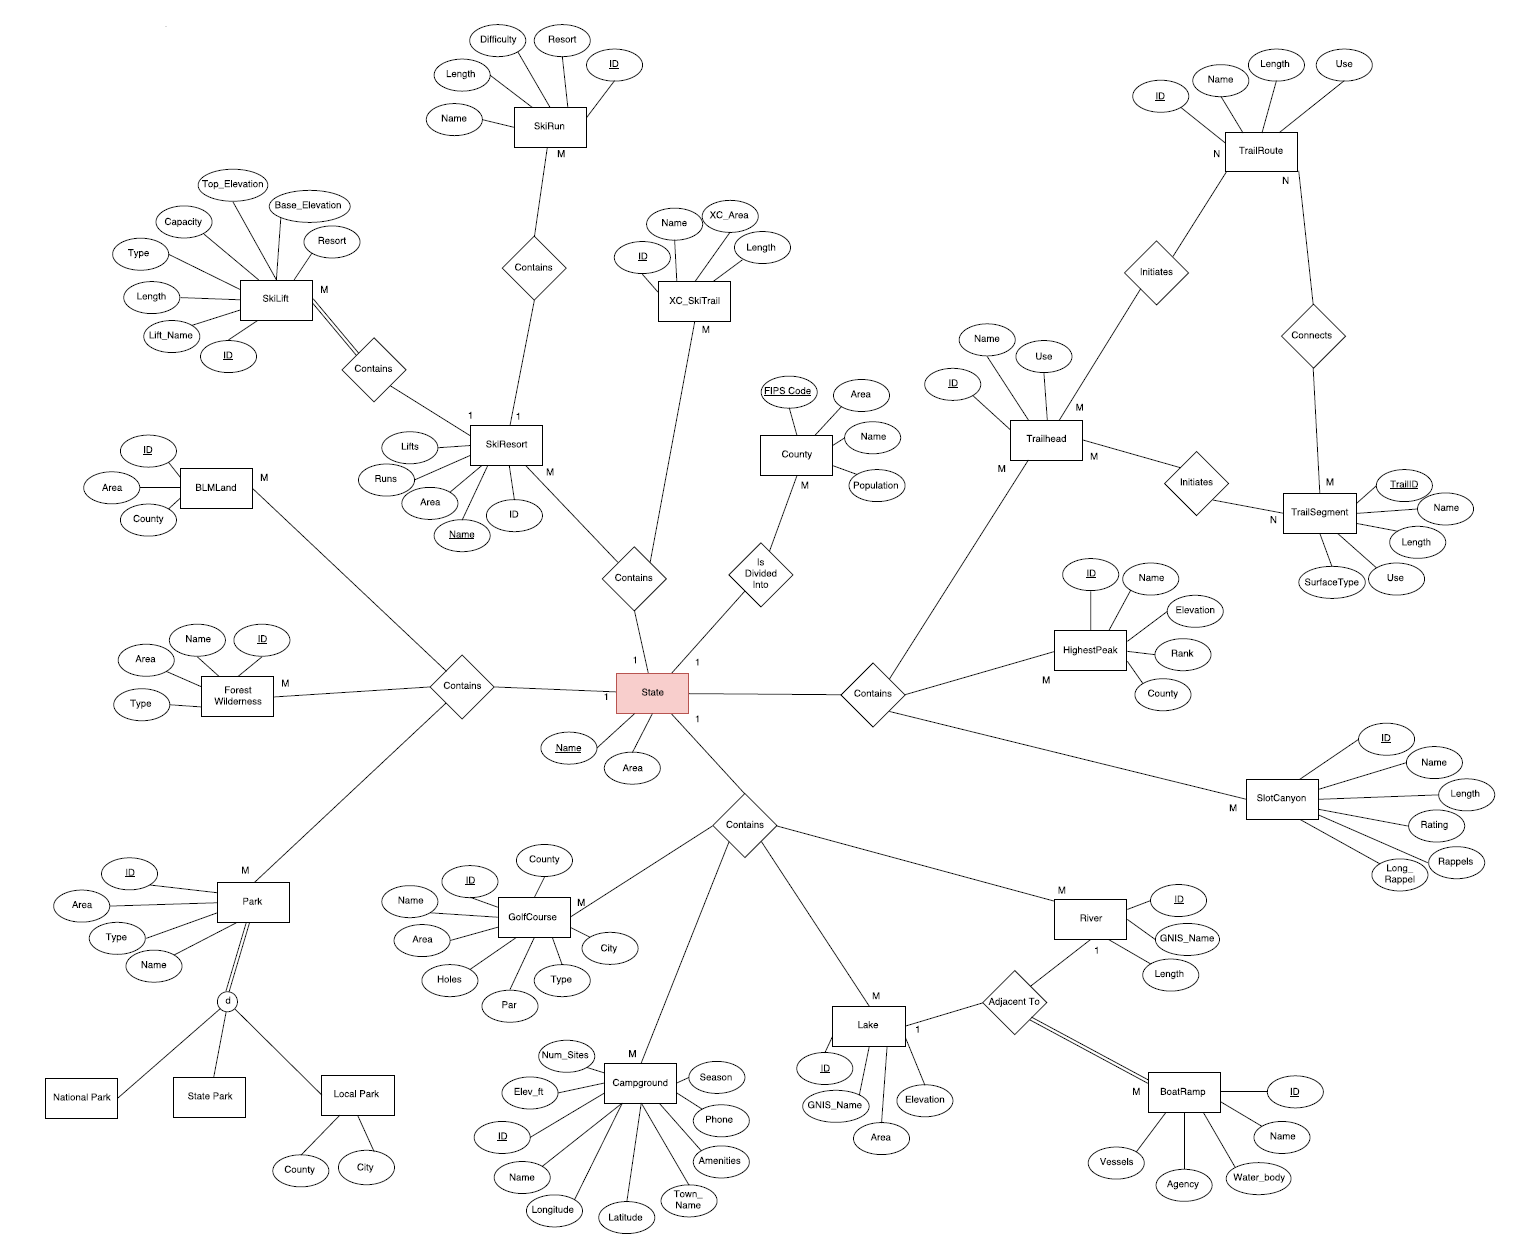 Difficulty
Resort
ID
Length
Name
SkiRun
M
Contains
Top_Elevation
Base_Elevation
Capacity
Resort
Type
Length
Lift_Name
ID
SkiLift
M
Contains
1
1
Name
XC_Area
ID
Length
XC_SkiTrail
M
SkiResort
Lifts
Runs
Area
Name
ID
M
Contains
1
FIPS Code
Area
Name
Population
County
M
Is
Divided
Into
1
ID
Name
Length
Use
TrailRoute
N
N
Initiates
Connects
Name
Use
ID
Trailhead
M
M
M
Initiates
N
M
TrailSegment
TrailID
Name
Length
Use
SurfaceType
ID
Area
County
BLMLand
M
Name
ID
Area
Type
Forest
Wilderness
M
Contains
1
State
Name
Area
1
Contains
ID
Name
Elevation
Rank
County
HighestPeak
M
ID
Name
Length
Rating
Rappels
Long_
Rappel
SlotCanyon
M
M
ID
Area
Type
Name
Park
d
National Park
State Park
Local Park
County
City
Contains
County
ID
Name
Area
Holes
Par
Type
City
GolfCourse
M
M
Num_Sites
Elev_ft
ID
Name
Longitude
Latitude
Town_
Name
Amenities
Phone
Season
Campground
M
Lake
1
ID
GNIS_Name
Area
Elevation
M
River
1
ID
GNIS_Name
Length
Adjacent To
M
BoatRamp
ID
Name
Water_body
Agency
Vessels